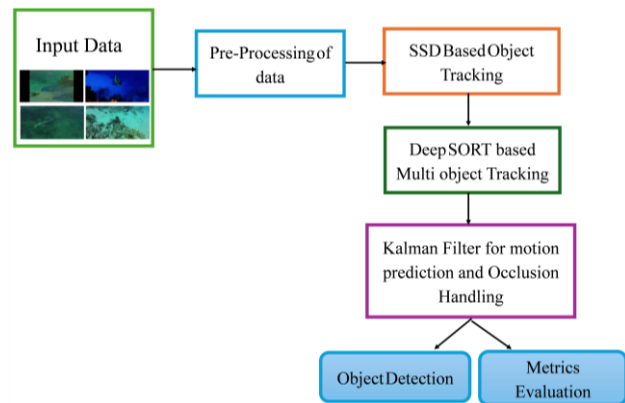 Input Data
Pre-Processing of
data
SSD Based Object
Tracking
DeepSORT based
Multi object Tracking
Kalman Filter for motion
prediction and Occlusion
Handling
Object Detection
Metrics
Evaluation